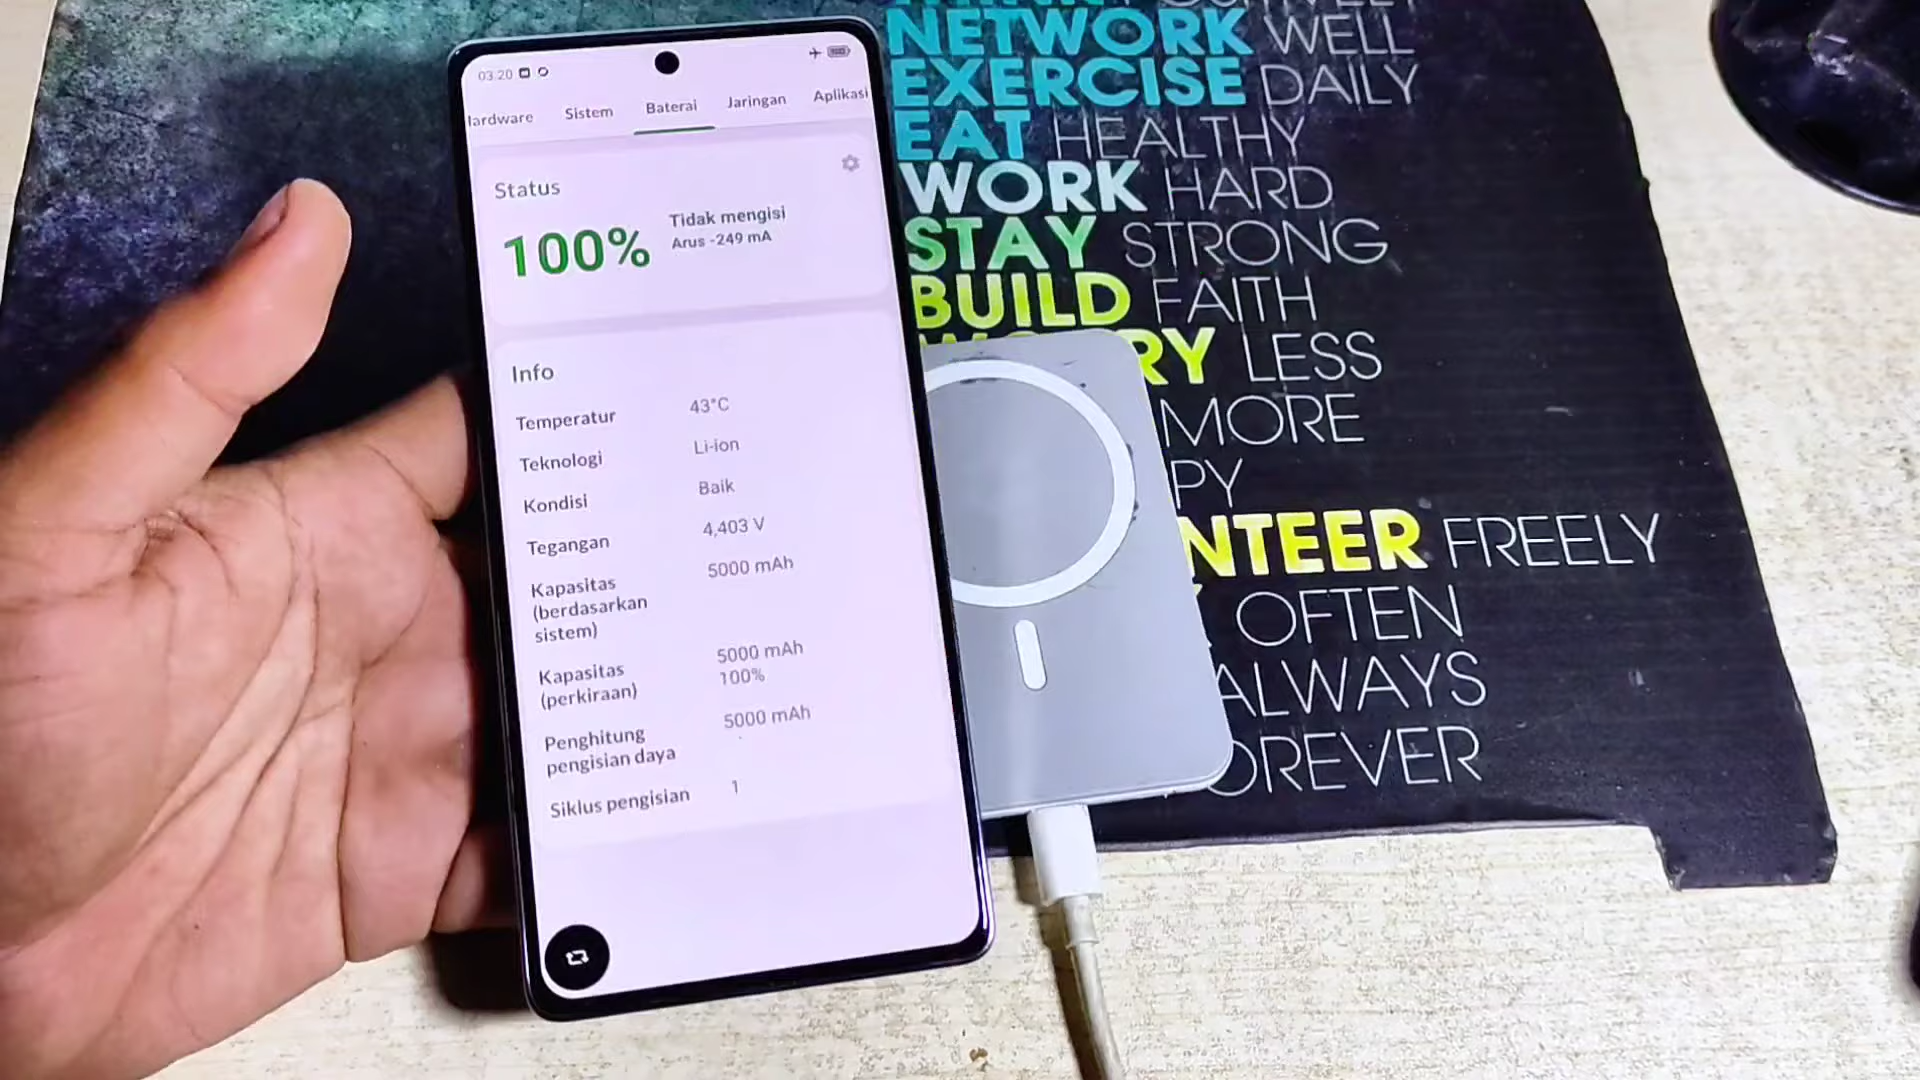 03.20
Hardware Sistem Baterai Jaringan Aplikasi
Status
100%
Tidak mengisi
Arus -249 mA
Info
Temperatur 43°C
Teknologi Li-ion
Kondisi Baik
Tegangan 4,403 V
Kapasitas (berdasarkan sistem) 5000 mAh
Kapasitas (perkiraan) 5000 mAh 100%
Penghitung pengisian daya 5000 mAh
Siklus pengisian 1
NETWORK WELL
EXERCISE DAILY
EAT HEALTHY
WORK HARD
STAY STRONG
BUILD FAITH
RY LESS
MORE
PY
NTEER FREELY
OFTEN
ALWAYS
OREVER